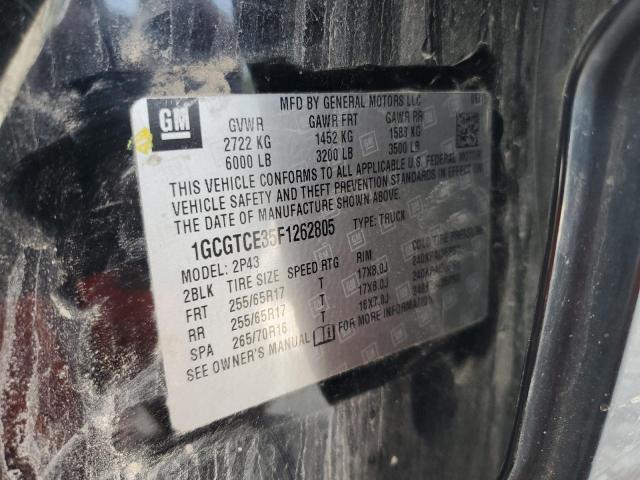 GM
MFD BY GENERAL MOTORS LLC
GVWR GAWR FRT GAWR RR
2722 KG 1452 KG 1583 KG
6000 LB 3200 LB 3500 LB
THIS VEHICLE CONFORMS TO ALL APPLICABLE U.S. FEDERAL MOTOR
VEHICLE SAFETY AND THEFT PREVENTION STANDARDS IN EFFECT ON
THE DATE OF MANUFACTURE SHOWN ABOVE.
1GCGTCE35F1262805 TYPE: TRUCK
MODEL: 2P43
2BLK TIRE SIZE SPEED RTG RIM
FRT 255/65R17 T 17X8.0J
RR 255/65R17 T 17X8.0J
SPA 265/70R16 T 16X7.0J
SEE OWNER'S MANUAL FOR MORE INFORMATION.